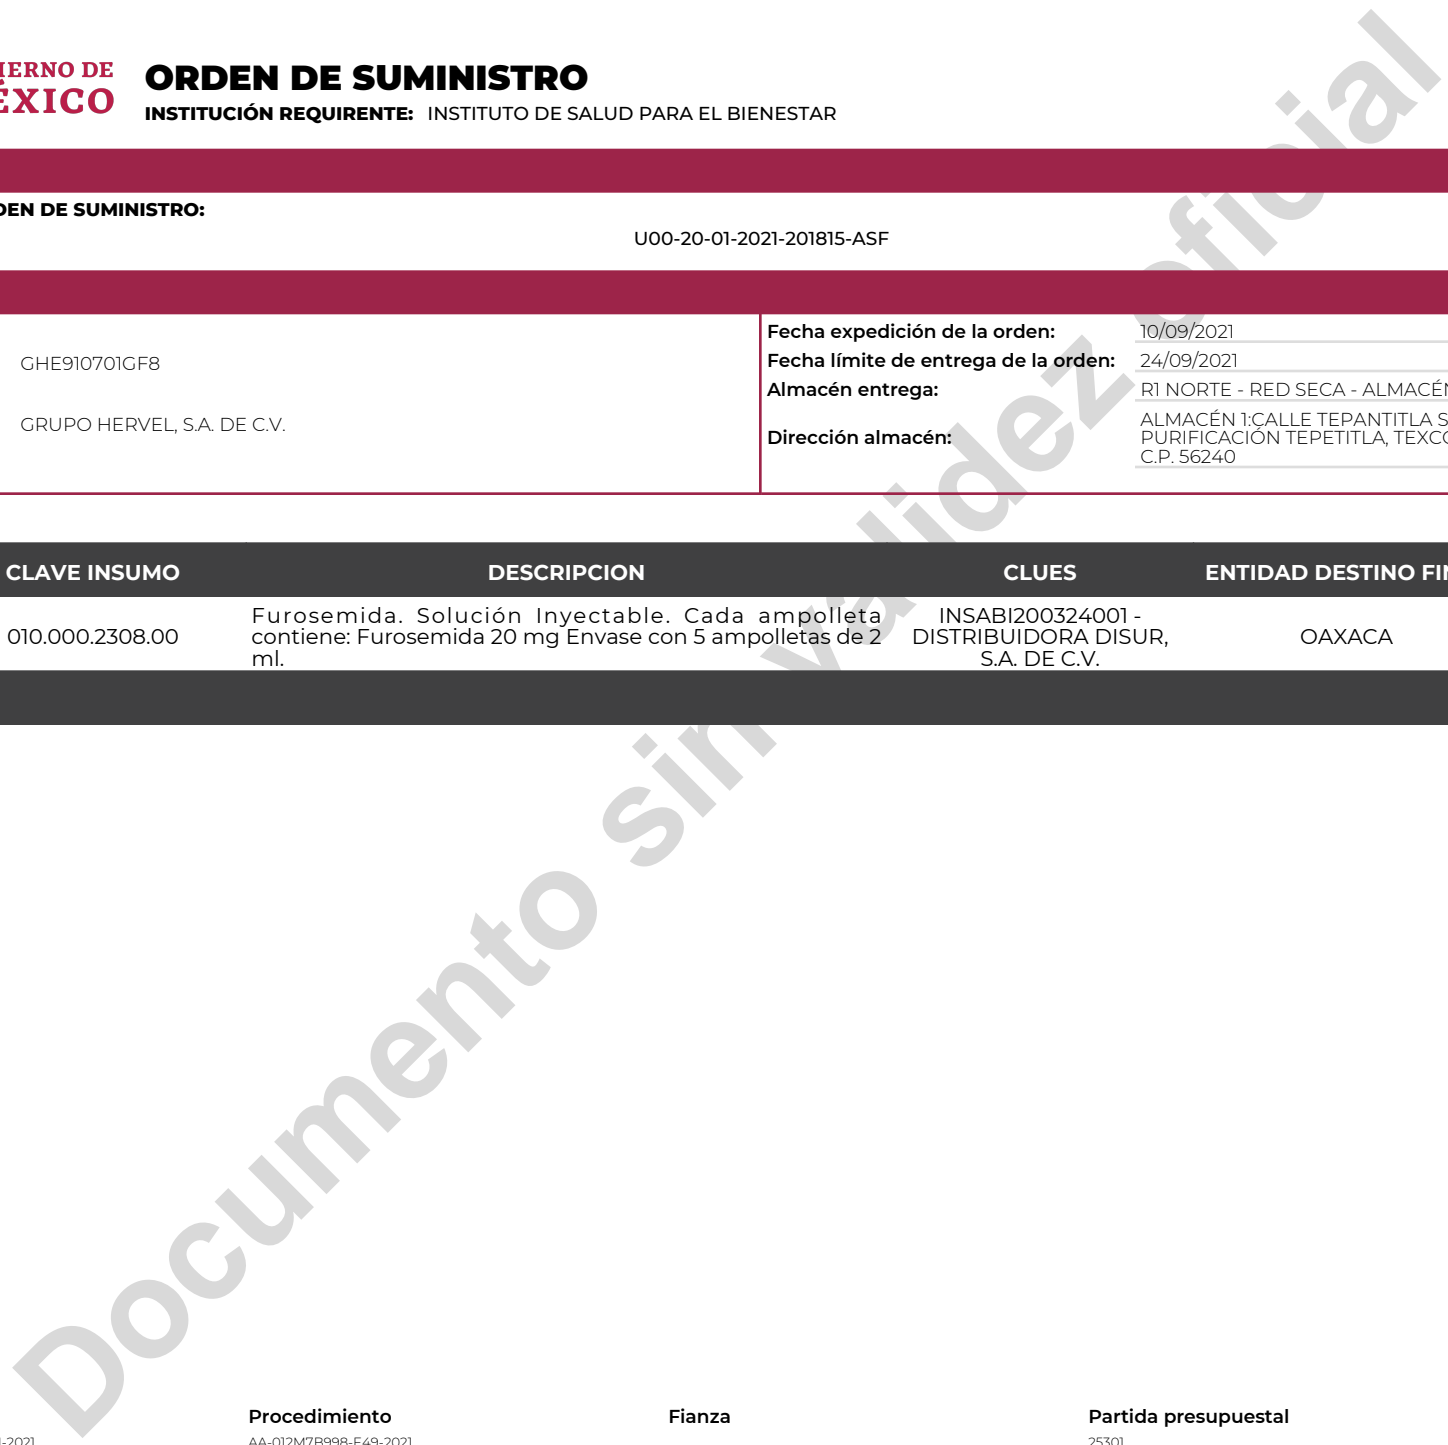 ORDEN DE SUMINISTRO
INSTITUCIÓN REQUIRENTE: INSTITUTO DE SALUD PARA EL BIENESTAR
DE SUMINISTRO:
U00-20-01-2021-201815-ASF
GHE910701GF8
GRUPO HERVEL, S.A. DE C.V.
Fecha expedición de la orden: 10/09/2021
Fecha límite de entrega de la orden: 24/09/2021
Almacén entrega: R1 NORTE - RED SECA - ALMACÉN
Dirección almacén: ALMACÉN 1:CALLE TEPANTITLA S
PURIFICACIÓN TEPETITLA, TEXCO
C.P. 56240
CLAVE INSUMO DESCRIPCION CLUES ENTIDAD DESTINO FIN
010.000.2308.00 Furosemida. Solución Inyectable. Cada ampolleta
contiene: Furosemida 20 mg Envase con 5 ampolletas de 2
ml.
INSABI200324001 -
DISTRIBUIDORA DISUR,
S.A. DE C.V.
OAXACA
Documento sin validez oficial
Procedimiento Fianza Partida presupuestal
-2021 AA-012M7B998-E49-2021 25301